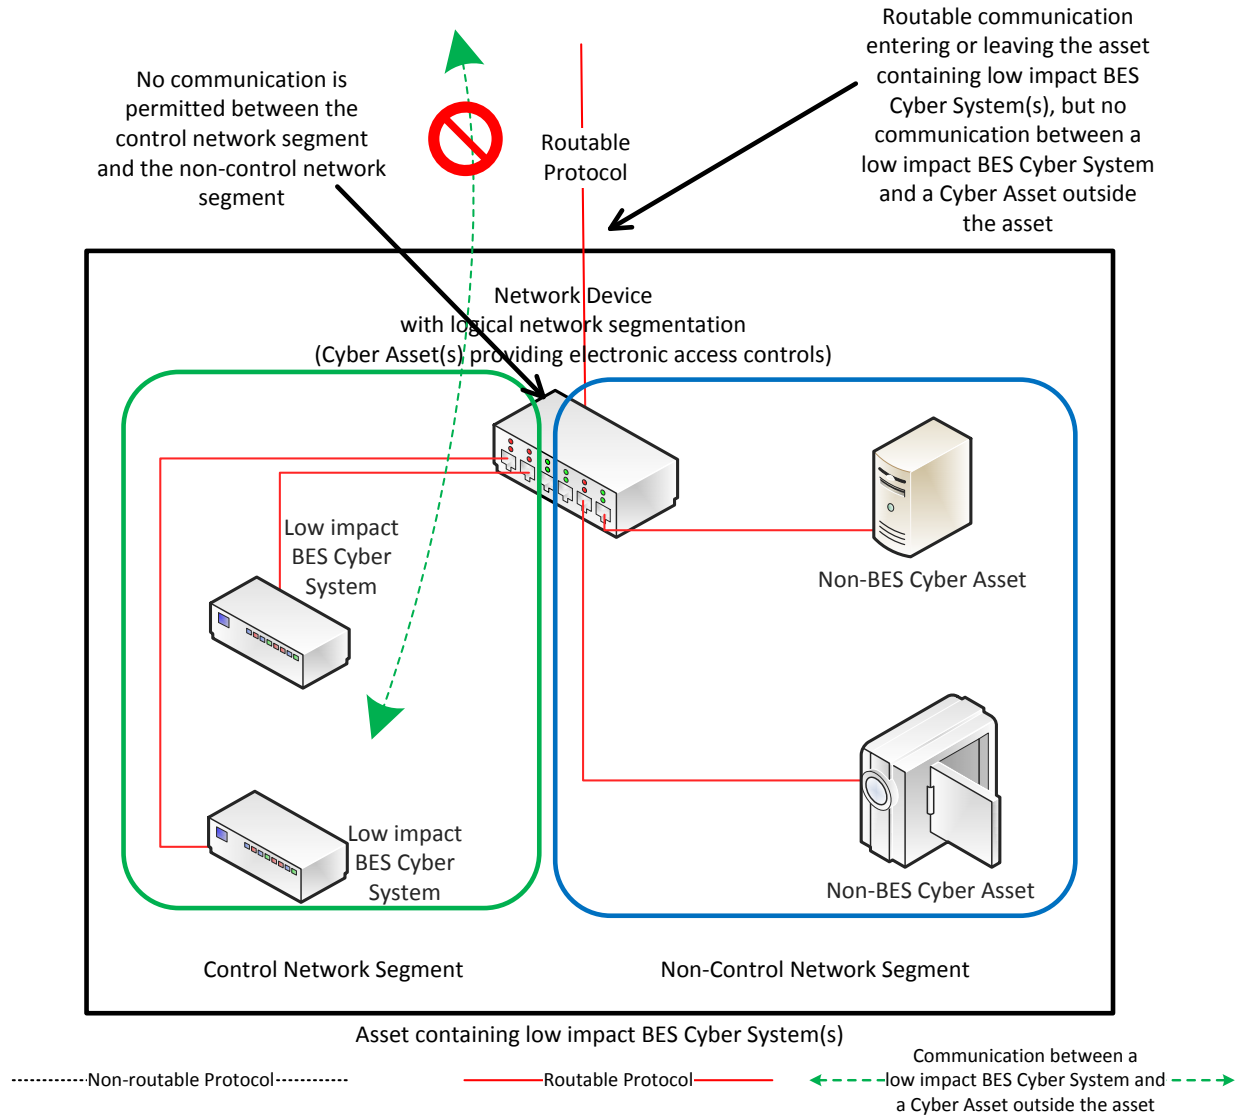 Routable communication
entering or leaving the asset
containing low impact BES
Cyber System(s), but no
communication between a
low impact BES Cyber System
and a Cyber Asset outside
the asset
No communication is
permitted between the
control network segment
and the non-control network
segment
Routable
Protocol
Network Device
with logical network segmentation
(Cyber Asset(s) providing electronic access controls)
Low impact
BES Cyber
System
Non-BES Cyber Asset
Low impact
BES Cyber
System
Non-BES Cyber Asset
Control Network Segment
Non-Control Network Segment
Asset containing low impact BES Cyber System(s)
Non-routable Protocol
Routable Protocol
Communication between a
low impact BES Cyber System and
a Cyber Asset outside the asset